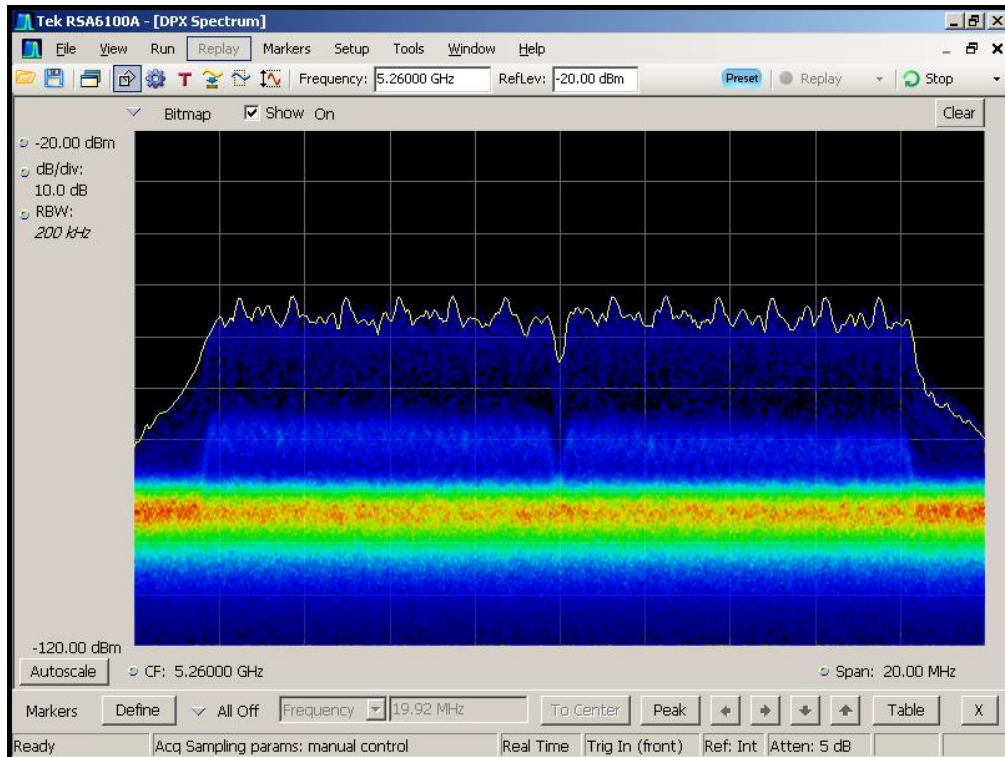 Tek RSA6100A - [DPX Spectrum]
File View Run Replay Markers Setup Tools Window Help
T Frequency: 5.26000 GHz RefLev: -20.00 dBm Preset Replay Stop
Bitmap Show On Clear
-20.00 dBm
dB/div:
10.0 dB
RBW:
200 kHz
-120.00 dBm
Autoscale CF: 5.26000 GHz Span: 20.00 MHz
Markers Define All Off Frequency 19.92 MHz To Center Peak Table X
Ready Acq Sampling params: manual control Real Time Trig In (front) Ref: Int Atten: 5 dB